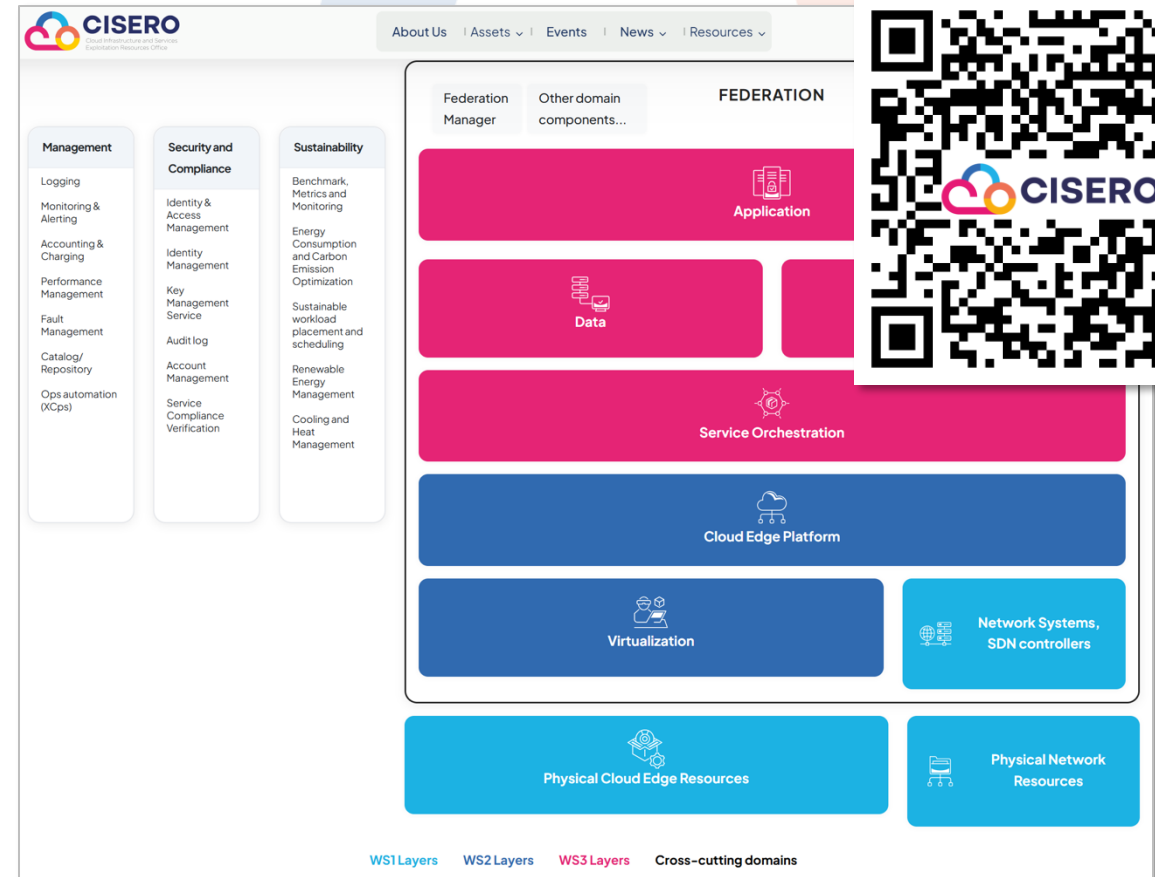 CISERO
Cloud Infrastructure and Services
Exploitation Resources Office
About Us
Assets
Events
News
Resources
Federation
Manager
Other domain
components...
FEDERATION
Management
Logging
Monitoring &
Alerting
Accounting &
Charging
Performance
Management
Fault
Management
Catalog/
Repository
Ops automation
(XCps)
Security and
Compliance
Identity &
Access
Management
Identity
Management
Key
Management
Service
Audit log
Account
Management
Service
Compliance
Verification
Sustainability
Benchmark,
Metrics and
Monitoring
Energy
Consumption
and Carbon
Emission
Optimization
Sustainable
workload
placement and
scheduling
Renewable
Energy
Management
Cooling and
Heat
Management
Application
CISERO
Data
Service Orchestration
Cloud Edge Platform
Virtualization
Network Systems,
SDN controllers
Physical Cloud Edge Resources
Physical Network
Resources
WS1 Layers
WS2 Layers
WS3 Layers
Cross-cutting domains